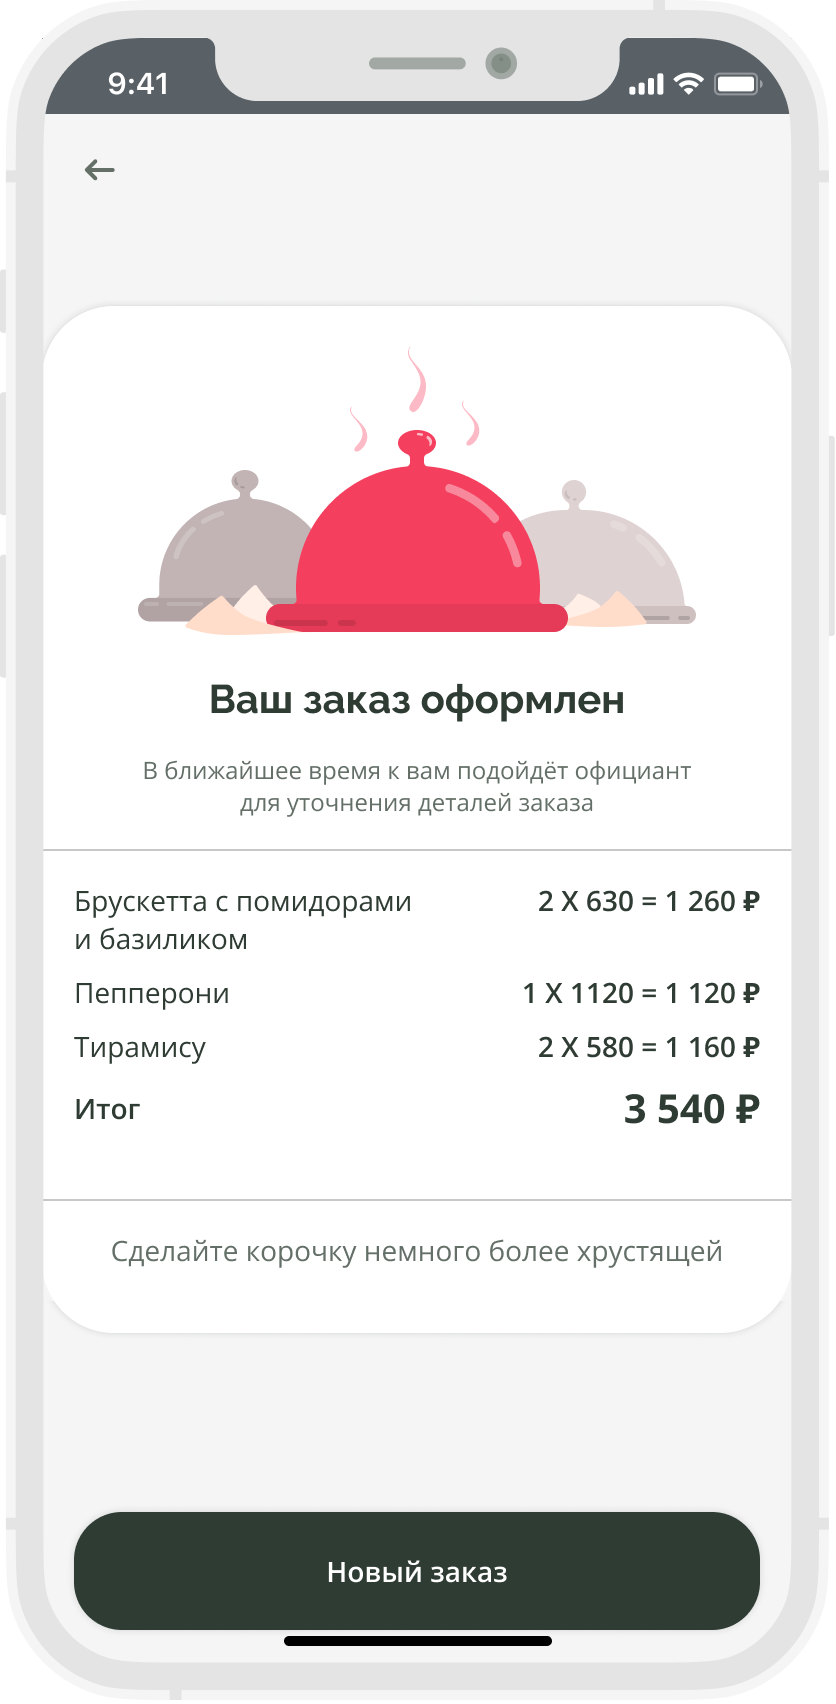 9:41
Ваш заказ оформлен
В ближайшее время к вам подойдёт официант
для уточнения деталей заказа
Брускетта с помидорами 2 X 630 = 1 260 ₽
и базиликом
Пепперони 1 X 1120 = 1 120 ₽
Тирамису 2 X 580 = 1 160 ₽
Итог 3 540 ₽
Сделайте корочку немного более хрустящей
Новый заказ